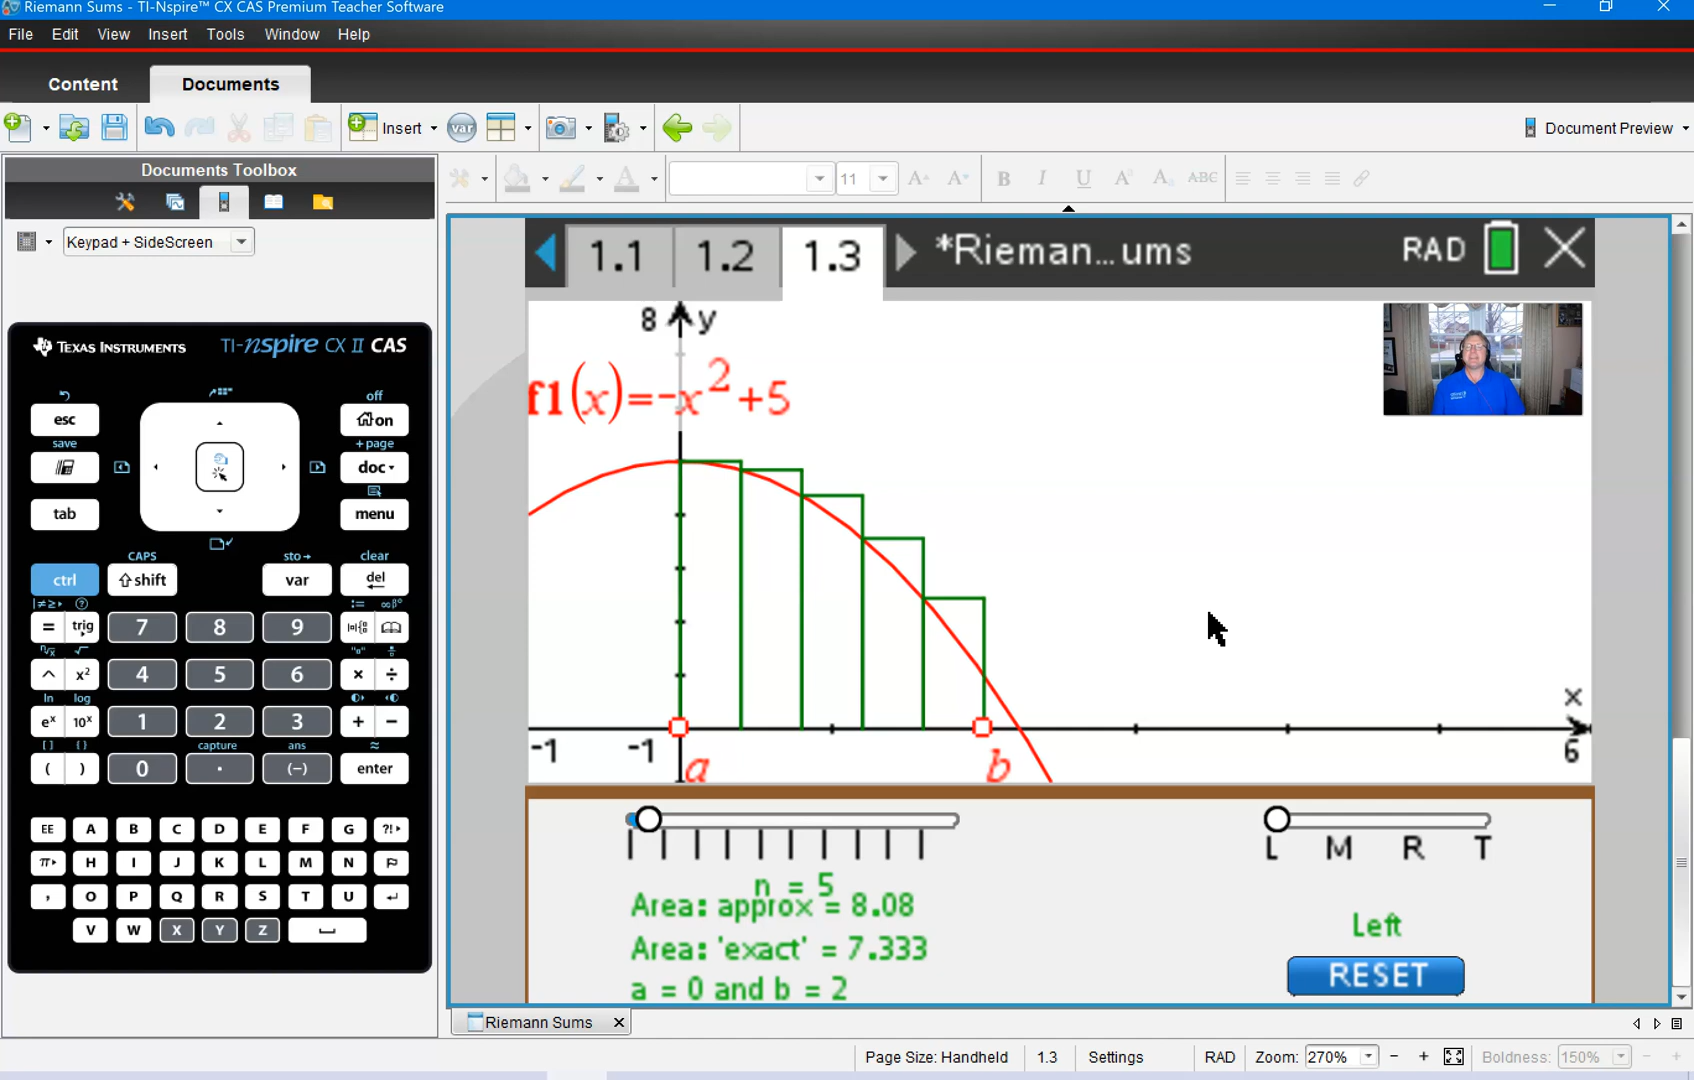 Riemann Sums - TI-Nspire™ CX CAS Premium Teacher Software
File Edit View Insert Tools Window Help
Content Documents
Insert var Document Preview
Documents Toolbox
11 B I U A A ABC
Keypad + SideScreen
1.1 1.2 1.3 *Rieman...ums RAD
8 y
f1(x)=-x²+5
x
-1 -1 a b 6
n = 5
Area: approx = 8.08
Area: 'exact' = 7.333
a = 0 and b = 2
L M R T
Left
RESET
TEXAS INSTRUMENTS TI-nspire CX II CAS
off
esc on
save + page
doc
tab menu
CAPS sto→ clear
ctrl shift var del
= trig 7 8 9
^ x² 4 5 6 × ÷
ln log
eˣ 10ˣ 1 2 3 + −
[ ] { } capture ans ≈
( ) 0 . (−) enter
EE A B C D E F G ?!▸
π▸ H I J K L M N
, O P Q R S T U
V W X Y Z
Riemann Sums
Page Size: Handheld 1.3 Settings RAD Zoom: 270% - + Boldness: 150% - +